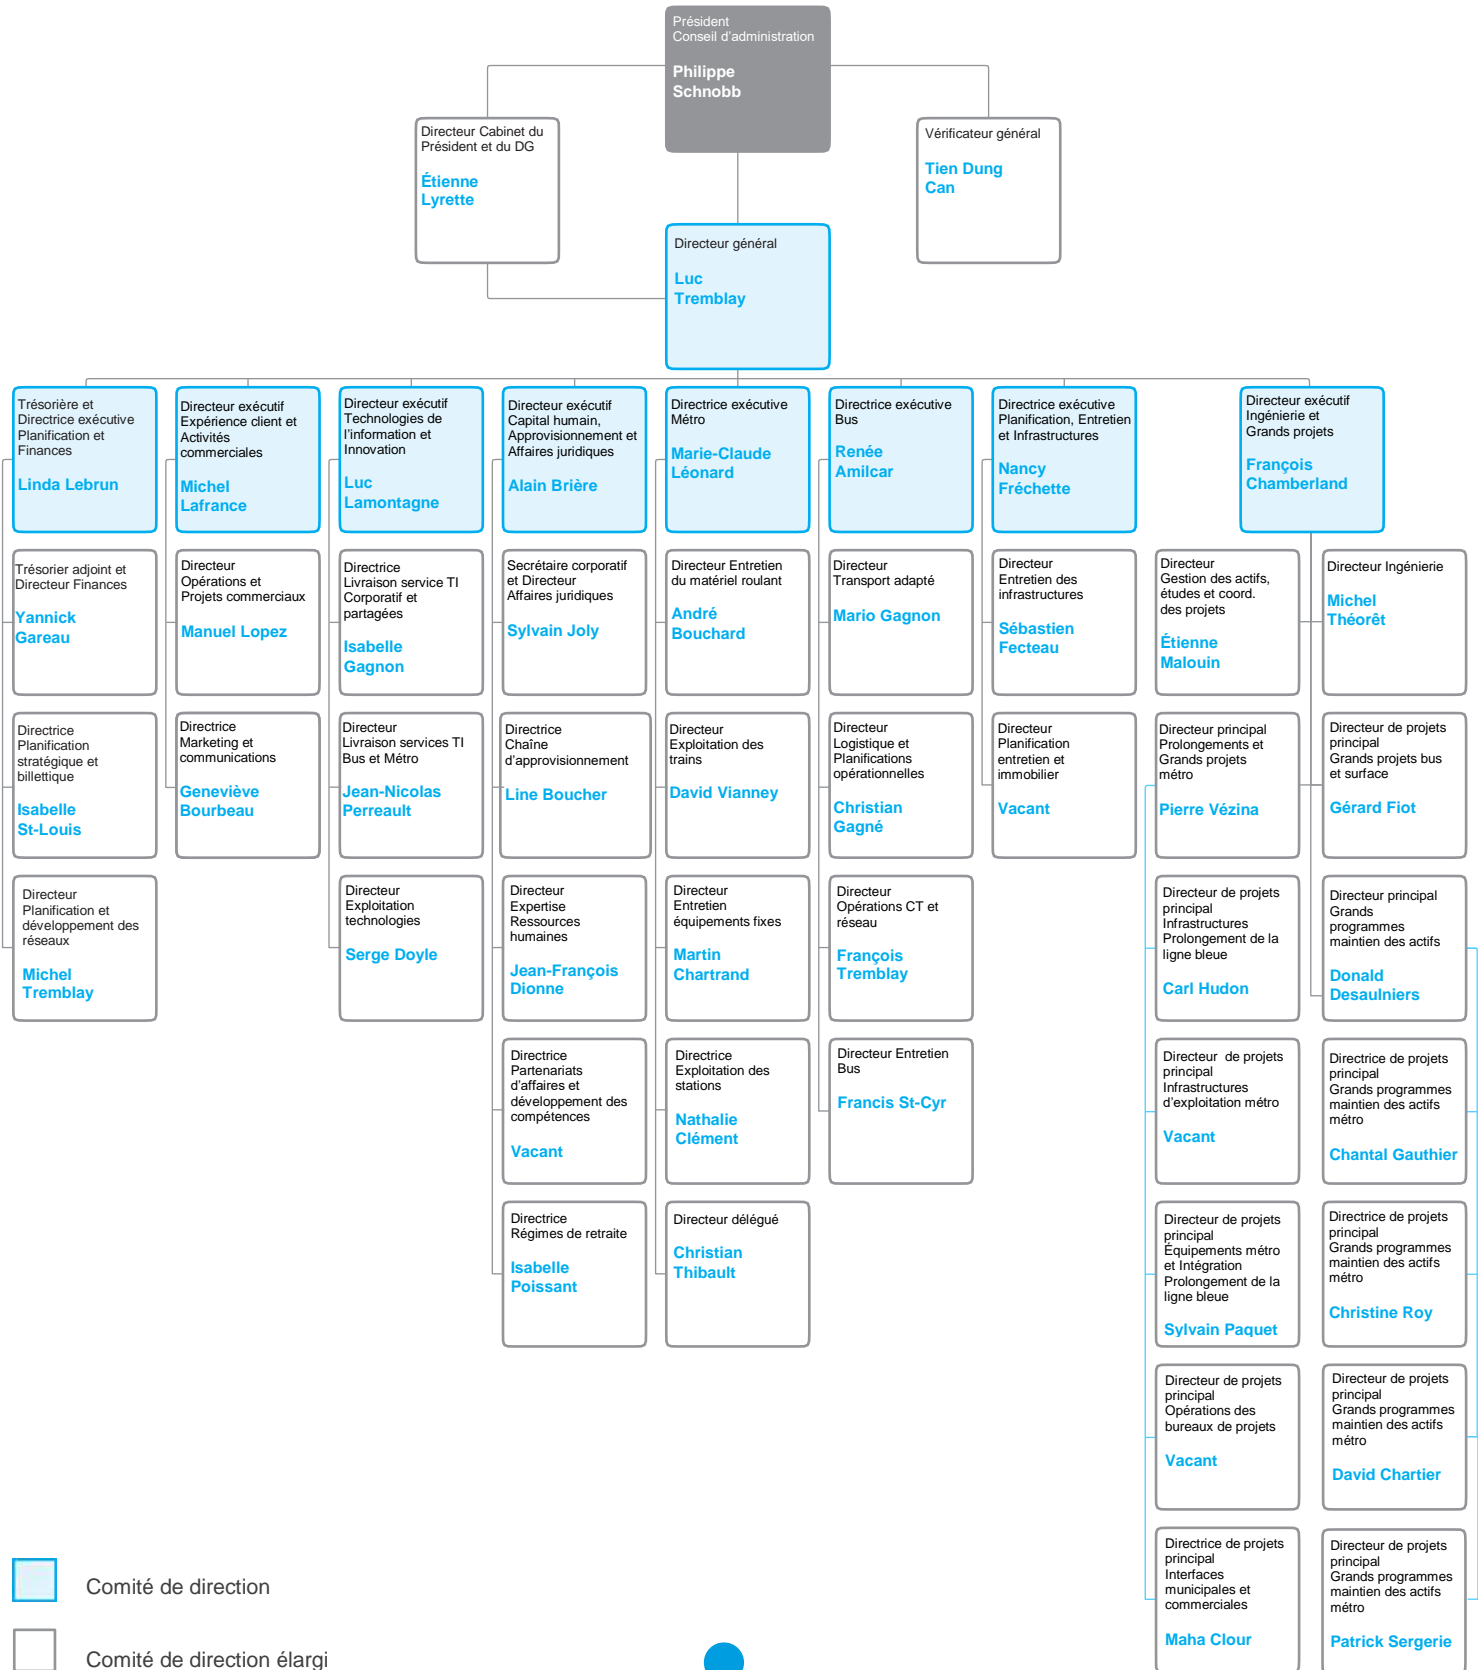 Président
Conseil d'administration
Philippe
Schnobb
Directeur Cabinet du
Président et du DG
Étienne
Lyrette
Vérificateur général
Tien Dung
Can
Directeur général
Luc
Tremblay
Trésorière et
Directrice exécutive
Planification et
Finances
Linda Lebrun
Directeur exécutif
Expérience client et
Activités
commerciales
Michel
Lafrance
Directeur exécutif
Technologies de
l'information et
Innovation
Luc
Lamontagne
Directeur exécutif
Capital humain,
Approvisionnement et
Affaires juridiques
Alain Brière
Directrice exécutive
Métro
Marie-Claude
Léonard
Directrice exécutive
Bus
Renée
Amilcar
Directrice exécutive
Planification, Entretien
et Infrastructures
Nancy
Fréchette
Directeur exécutif
Ingénierie et
Grands projets
François
Chamberland
Trésorier adjoint et
Directeur Finances
Yannick
Gareau
Directeur
Opérations et
Projets commerciaux
Manuel Lopez
Directrice
Livraison service TI
Corporatif et
partagées
Isabelle
Gagnon
Secrétaire corporatif
et Directeur
Affaires juridiques
Sylvain Joly
Directeur Entretien
du matériel roulant
André
Bouchard
Directeur
Transport adapté
Mario Gagnon
Directeur
Entretien des
infrastructures
Sébastien
Fecteau
Directeur
Gestion des actifs,
études et coord.
des projets
Étienne
Malouin
Directeur Ingénierie
Michel
Théorêt
Directrice
Planification
stratégique et
billettique
Isabelle
St-Louis
Directrice
Marketing et
communications
Geneviève
Bourbeau
Directeur
Livraison services TI
Bus et Métro
Jean-Nicolas
Perreault
Directrice
Chaîne
d'approvisionnement
Line Boucher
Directeur
Exploitation des
trains
David Vianney
Directeur
Logistique et
Planifications
opérationnelles
Christian
Gagné
Directeur
Planification
entretien et
immobilier
Vacant
Directeur principal
Prolongements et
Grands projets
métro
Pierre Vézina
Directeur de projets
principal
Grands projets bus
et surface
Gérard Fiot
Directeur
Planification et
développement des
réseaux
Michel
Tremblay
Directeur
Exploitation
technologies
Serge Doyle
Directeur
Expertise
Ressources
humaines
Jean-François
Dionne
Directeur
Entretien
équipements fixes
Martin
Chartrand
Directeur
Opérations CT et
réseau
François
Tremblay
Directeur de projets
principal
Infrastructures
Prolongement de la
ligne bleue
Carl Hudon
Directeur principal
Grands
programmes
maintien des actifs
Donald
Desaulniers
Directrice
Partenariats
d'affaires et
développement des
compétences
Vacant
Directrice
Exploitation des
stations
Nathalie
Clément
Directeur Entretien
Bus
Francis St-Cyr
Directeur  de projets
principal
Infrastructures
d'exploitation métro
Vacant
Directrice de projets
principal
Grands programmes
maintien des actifs
métro
Chantal Gauthier
Directrice
Régimes de retraite
Isabelle
Poissant
Directeur délégué
Christian
Thibault
Directeur de projets
principal
Équipements métro
et Intégration
Prolongement de la
ligne bleue
Sylvain Paquet
Directrice de projets
principal
Grands programmes
maintien des actifs
métro
Christine Roy
Directeur de projets
principal
Opérations des
bureaux de projets
Vacant
Directeur de projets
principal
Grands programmes
maintien des actifs
métro
David Chartier
Directrice de projets
principal
Interfaces
municipales et
commerciales
Maha Clour
Directeur de projets
principal
Grands programmes
maintien des actifs
métro
Patrick Sergerie
Comité de direction
Comité de direction élargi